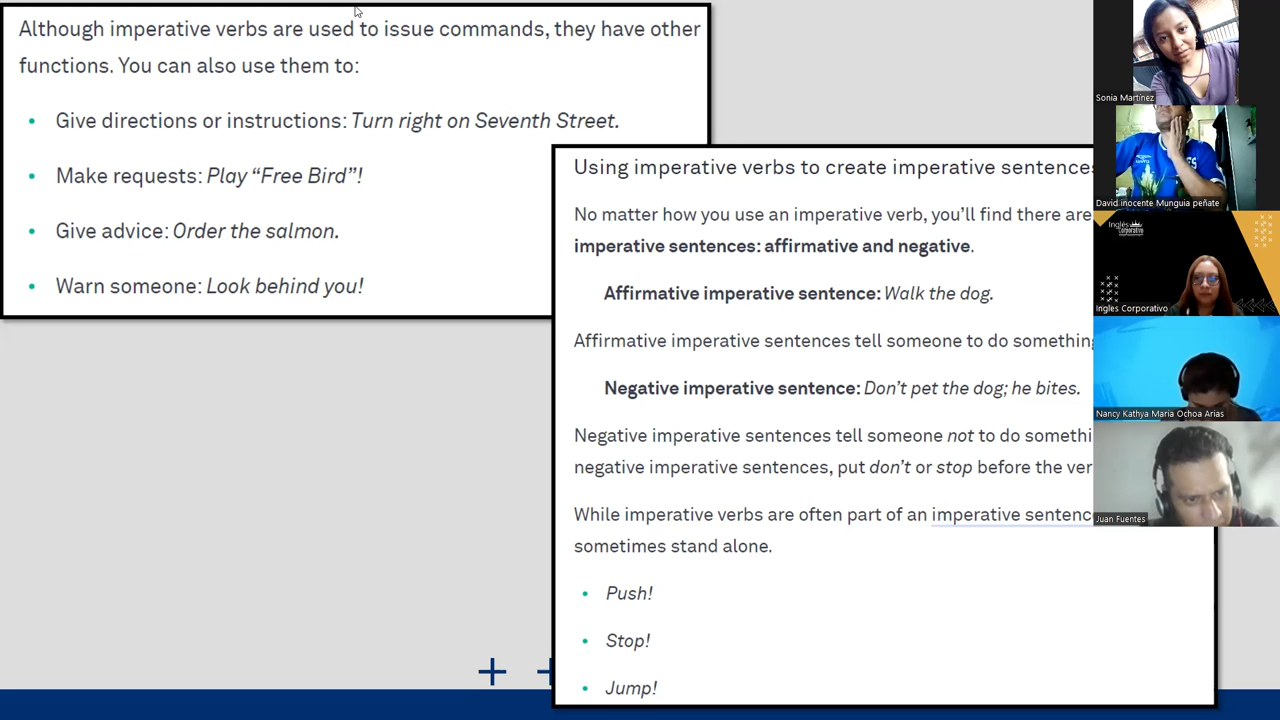 Although imperative verbs are used to issue commands, they have other
functions. You can also use them to:
• Give directions or instructions: Turn right on Seventh Street.
• Make requests: Play “Free Bird”!
• Give advice: Order the salmon.
• Warn someone: Look behind you!
Using imperative verbs to create imperative sentences
No matter how you use an imperative verb, you’ll find there are
imperative sentences: affirmative and negative.
Affirmative imperative sentence: Walk the dog.
Affirmative imperative sentences tell someone to do something
Negative imperative sentence: Don’t pet the dog; he bites.
Negative imperative sentences tell someone not to do somethi
negative imperative sentences, put don’t or stop before the ver
While imperative verbs are often part of an imperative sentenc
sometimes stand alone.
• Push!
• Stop!
• Jump!
Sonia Martínez
David inocente Munguia peñate
Inglés
Corporativo
Ingles Corporativo
Nancy Kathya Maria Ochoa Arias
Juan Fuentes